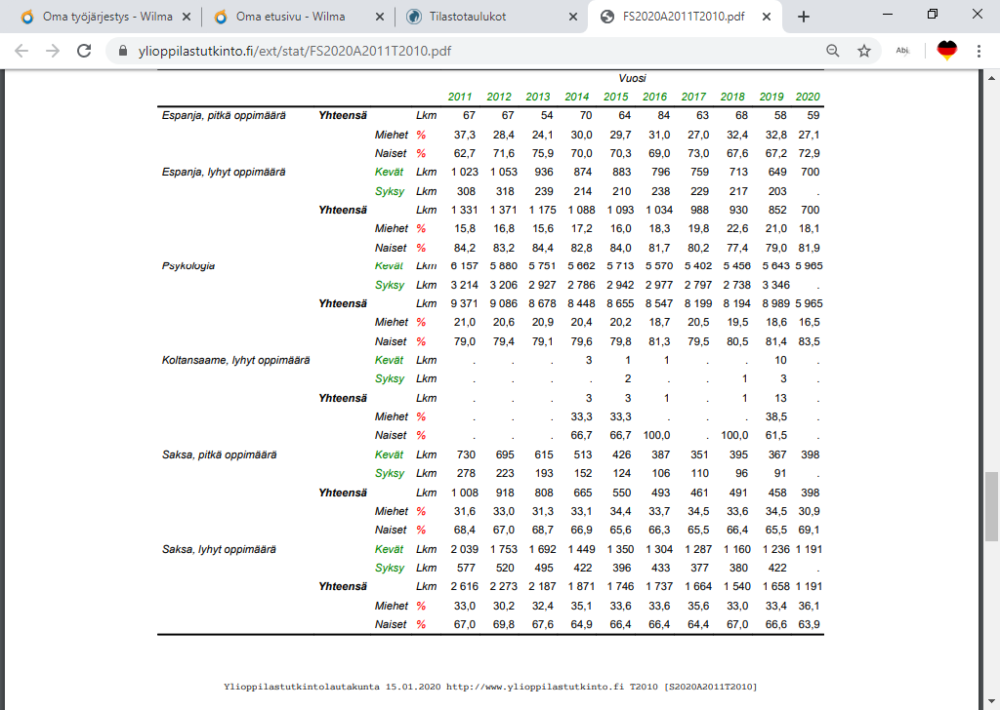 Oma työjärjestys - Wilma
Oma etusivu - Wilma
Tilastotaulukot
FS2020A2011T2010.pdf
ylioppilastutkinto.fi/ext/stat/FS2020A2011T2010.pdf
Abi
Vuosi
2011 2012 2013 2014 2015 2016 2017 2018 2019 2020
Espanja, pitkä oppimäärä Yhteensä Lkm 67 67 54 70 64 84 63 68 58 59
Miehet % 37,3 28,4 24,1 30,0 29,7 31,0 27,0 32,4 32,8 27,1
Naiset % 62,7 71,6 75,9 70,0 70,3 69,0 73,0 67,6 67,2 72,9
Espanja, lyhyt oppimäärä Kevät Lkm 1 023 1 053 936 874 883 796 759 713 649 700
Syksy Lkm 308 318 239 214 210 238 229 217 203 .
Yhteensä Lkm 1 331 1 371 1 175 1 088 1 093 1 034 988 930 852 700
Miehet % 15,8 16,8 15,6 17,2 16,0 18,3 19,8 22,6 21,0 18,1
Naiset % 84,2 83,2 84,4 82,8 84,0 81,7 80,2 77,4 79,0 81,9
Psykologia Kevät Lkm 6 157 5 880 5 751 5 662 5 713 5 570 5 402 5 456 5 643 5 965
Syksy Lkm 3 214 3 206 2 927 2 786 2 942 2 977 2 797 2 738 3 346 .
Yhteensä Lkm 9 371 9 086 8 678 8 448 8 655 8 547 8 199 8 194 8 989 5 965
Miehet % 21,0 20,6 20,9 20,4 20,2 18,7 20,5 19,5 18,6 16,5
Naiset % 79,0 79,4 79,1 79,6 79,8 81,3 79,5 80,5 81,4 83,5
Koltansaame, lyhyt oppimäärä Kevät Lkm . . . 3 1 1 . . 10 .
Syksy Lkm . . . . 2 . . 1 3 .
Yhteensä Lkm . . . 3 3 1 . 1 13 .
Miehet % . . . 33,3 33,3 . . . 38,5 .
Naiset % . . . 66,7 66,7 100,0 . 100,0 61,5 .
Saksa, pitkä oppimäärä Kevät Lkm 730 695 615 513 426 387 351 395 367 398
Syksy Lkm 278 223 193 152 124 106 110 96 91 .
Yhteensä Lkm 1 008 918 808 665 550 493 461 491 458 398
Miehet % 31,6 33,0 31,3 33,1 34,4 33,7 34,5 33,6 34,5 30,9
Naiset % 68,4 67,0 68,7 66,9 65,6 66,3 65,5 66,4 65,5 69,1
Saksa, lyhyt oppimäärä Kevät Lkm 2 039 1 753 1 692 1 449 1 350 1 304 1 287 1 160 1 236 1 191
Syksy Lkm 577 520 495 422 396 433 377 380 422 .
Yhteensä Lkm 2 616 2 273 2 187 1 871 1 746 1 737 1 664 1 540 1 658 1 191
Miehet % 33,0 30,2 32,4 35,1 33,6 33,6 35,6 33,0 33,4 36,1
Naiset % 67,0 69,8 67,6 64,9 66,4 66,4 64,4 67,0 66,6 63,9
Ylioppilastutkintolautakunta 15.01.2020 http://www.ylioppilastutkinto.fi T2010 [S2020A2011T2010]